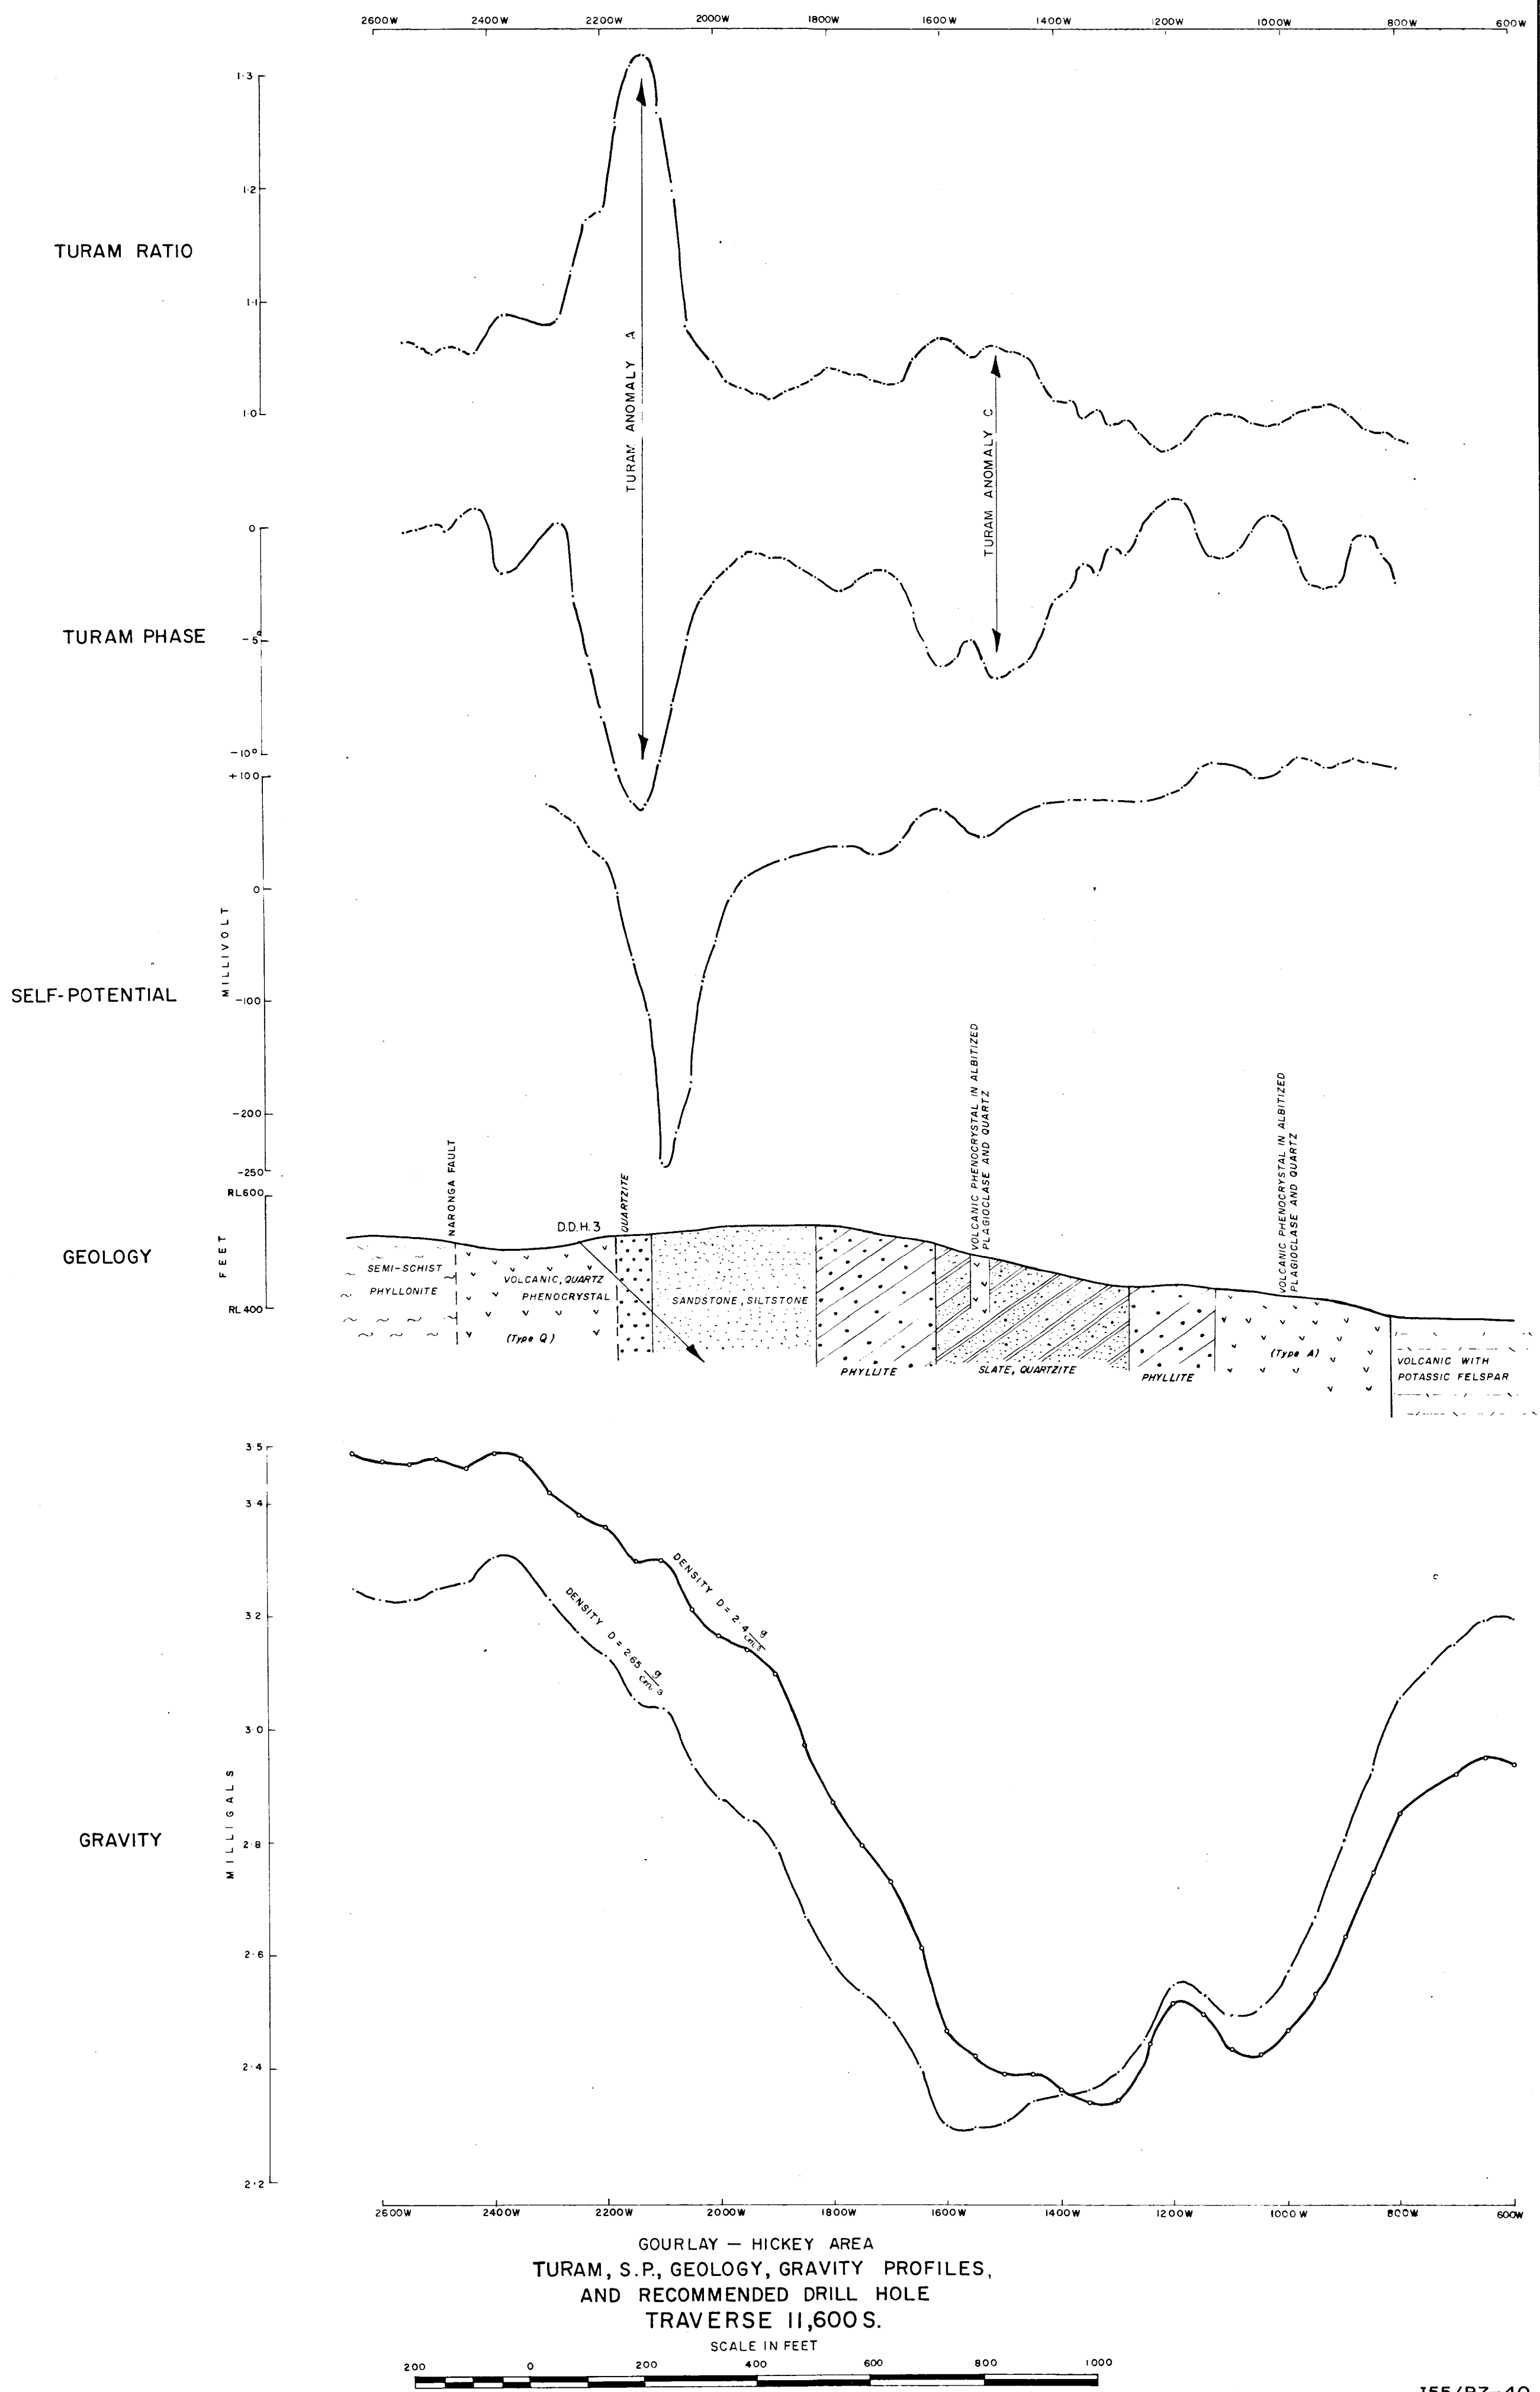 2600W 2400W 2200W 2000W 1800W 1600W 1400W 1200W 1000W 800W 600W
1·3
1·2
TURAM RATIO
1·1
1·0
TURAM ANOMALY A
TURAM ANOMALY C
0
TURAM PHASE
-5°
-10°
+100
0
MILLIVOLT
SELF-POTENTIAL
-100
-200
-250
NARONGA FAULT
QUARTZITE
VOLCANIC PHENOCRYSTAL IN ALBITIZED
PLAGIOCLASE AND QUARTZ
VOLCANIC PHENOCRYSTAL IN ALBITIZED
PLAGIOCLASE AND QUARTZ
RL600
D.D.H.3
GEOLOGY
FEET
RL400
SEMI-SCHIST
PHYLLONITE
VOLCANIC, QUARTZ
PHENOCRYSTAL
(Type Q)
SANDSTONE, SILTSTONE
PHYLLITE
SLATE, QUARTZITE
PHYLLITE
(Type A)
VOLCANIC WITH
POTASSIC FELSPAR
3·5
3·4
3·2
3·0
2·8
2·6
2·4
2·2
GRAVITY
MILLIGALS
DENSITY D = 2·4 g/cm3
DENSITY D = 2·65 g/cm3
2600W 2400W 2200W 2000W 1800W 1600W 1400W 1200W 1000W 800W 600W
GOURLAY — HICKEY AREA
TURAM, S.P., GEOLOGY, GRAVITY PROFILES,
AND RECOMMENDED DRILL HOLE
TRAVERSE 11,600 S.
SCALE IN FEET
200 0 200 400 600 800 1000